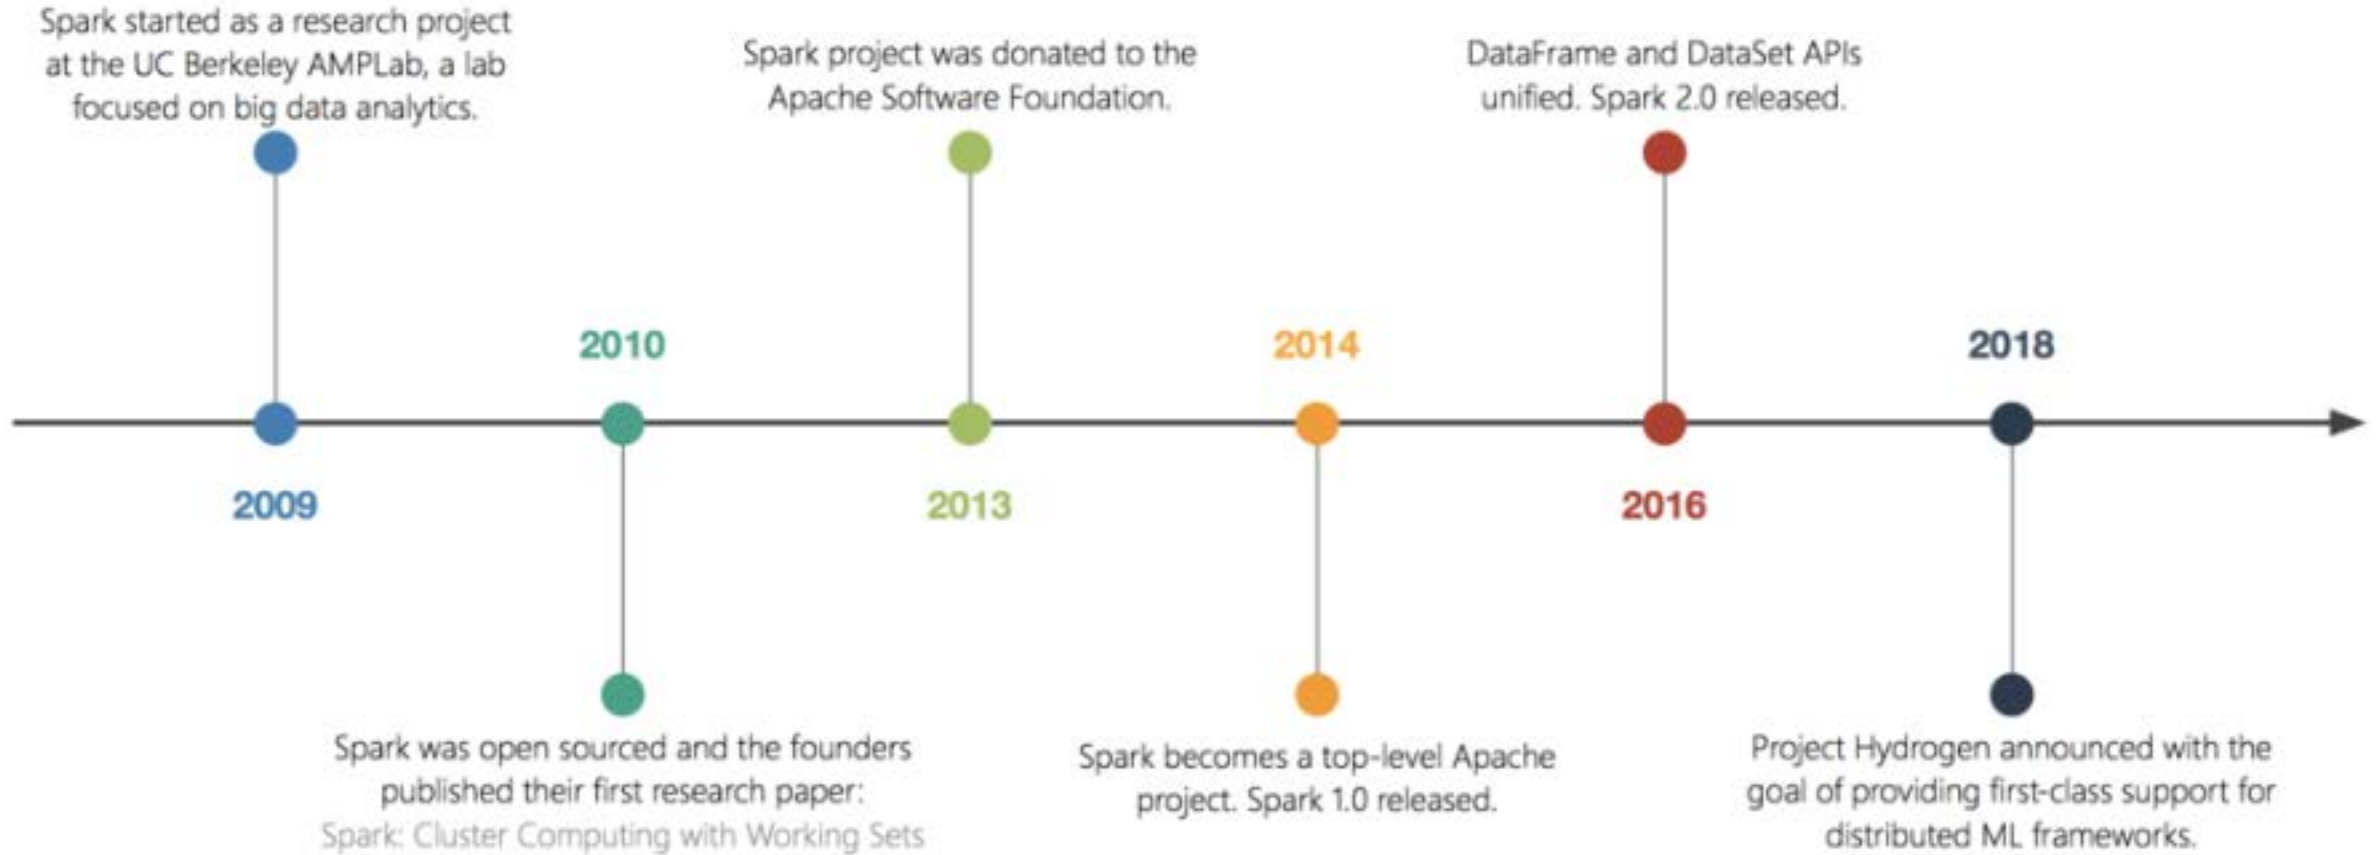 Spark started as a research project
at the UC Berkeley AMPLab, a lab
focused on big data analytics.
2009
2010
Spark was open sourced and the founders
published their first research paper:
Spark: Cluster Computing with Working Sets
Spark project was donated to the
Apache Software Foundation.
2013
2014
Spark becomes a top-level Apache
project. Spark 1.0 released.
DataFrame and DataSet APIs
unified. Spark 2.0 released.
2016
2018
Project Hydrogen announced with the
goal of providing first-class support for
distributed ML frameworks.